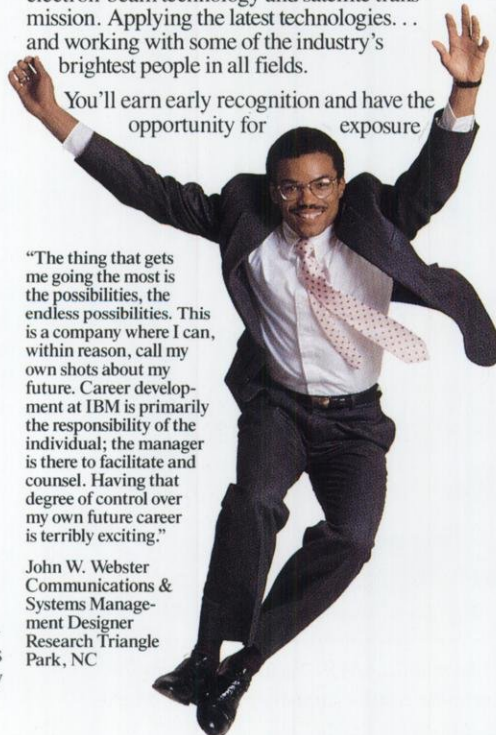 mission. Applying the latest technologies. . .
and working with some of the industry's
brightest people in all fields.
You'll earn early recognition and have the
opportunity for exposure
"The thing that gets
me going the most is
the possibilities, the
endless possibilities. This
is a company where I can,
within reason, call my
own shots about my
future. Career develop-
ment at IBM is primarily
the responsibility of the
individual; the manager
is there to facilitate and
counsel. Having that
degree of control over
my own future career
is terribly exciting."
John W. Webster
Communications &
Systems Manage-
ment Designer
Research Triangle
Park, NC